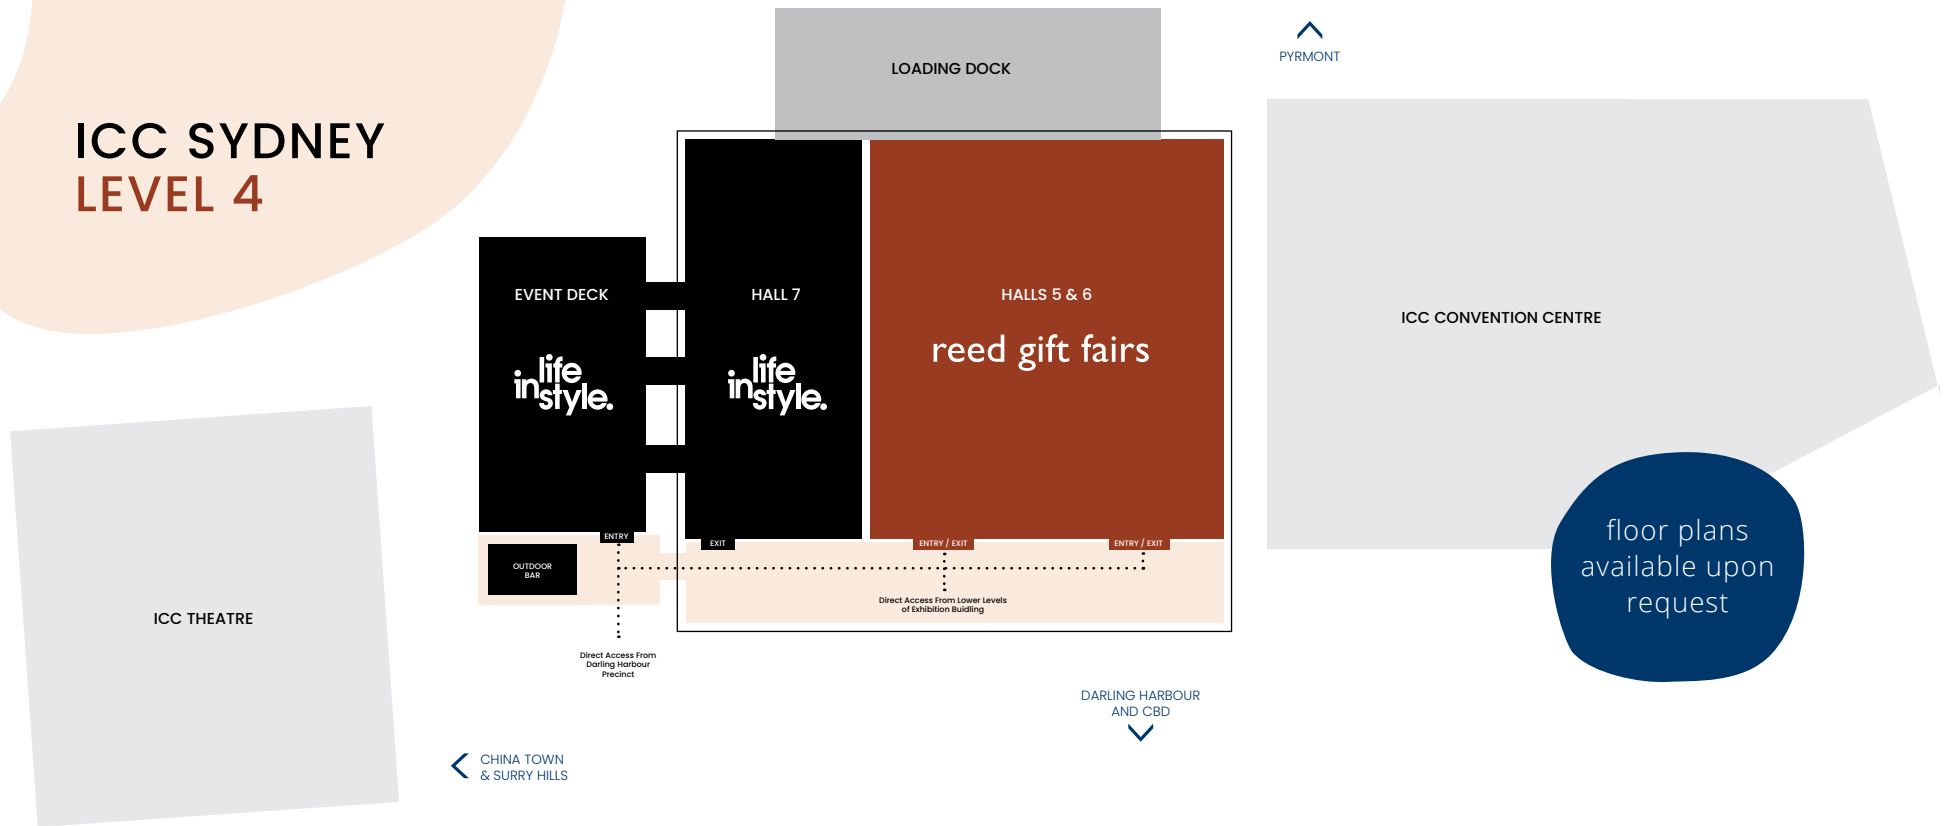 ICC SYDNEY
LEVEL 4
LOADING DOCK
PYRMONT
EVENT DECK
in life
style.
HALL 7
in life
style.
HALLS 5 & 6
reed gift fairs
ICC CONVENTION CENTRE
ENTRY
EXIT
ENTRY / EXIT
ENTRY / EXIT
OUTDOOR
BAR
Direct Access From Lower Levels
of Exhibition Buidling
Direct Access From
Darling Harbour
Precinct
ICC THEATRE
floor plans
available upon
request
DARLING HARBOUR
AND CBD
CHINA TOWN
& SURRY HILLS